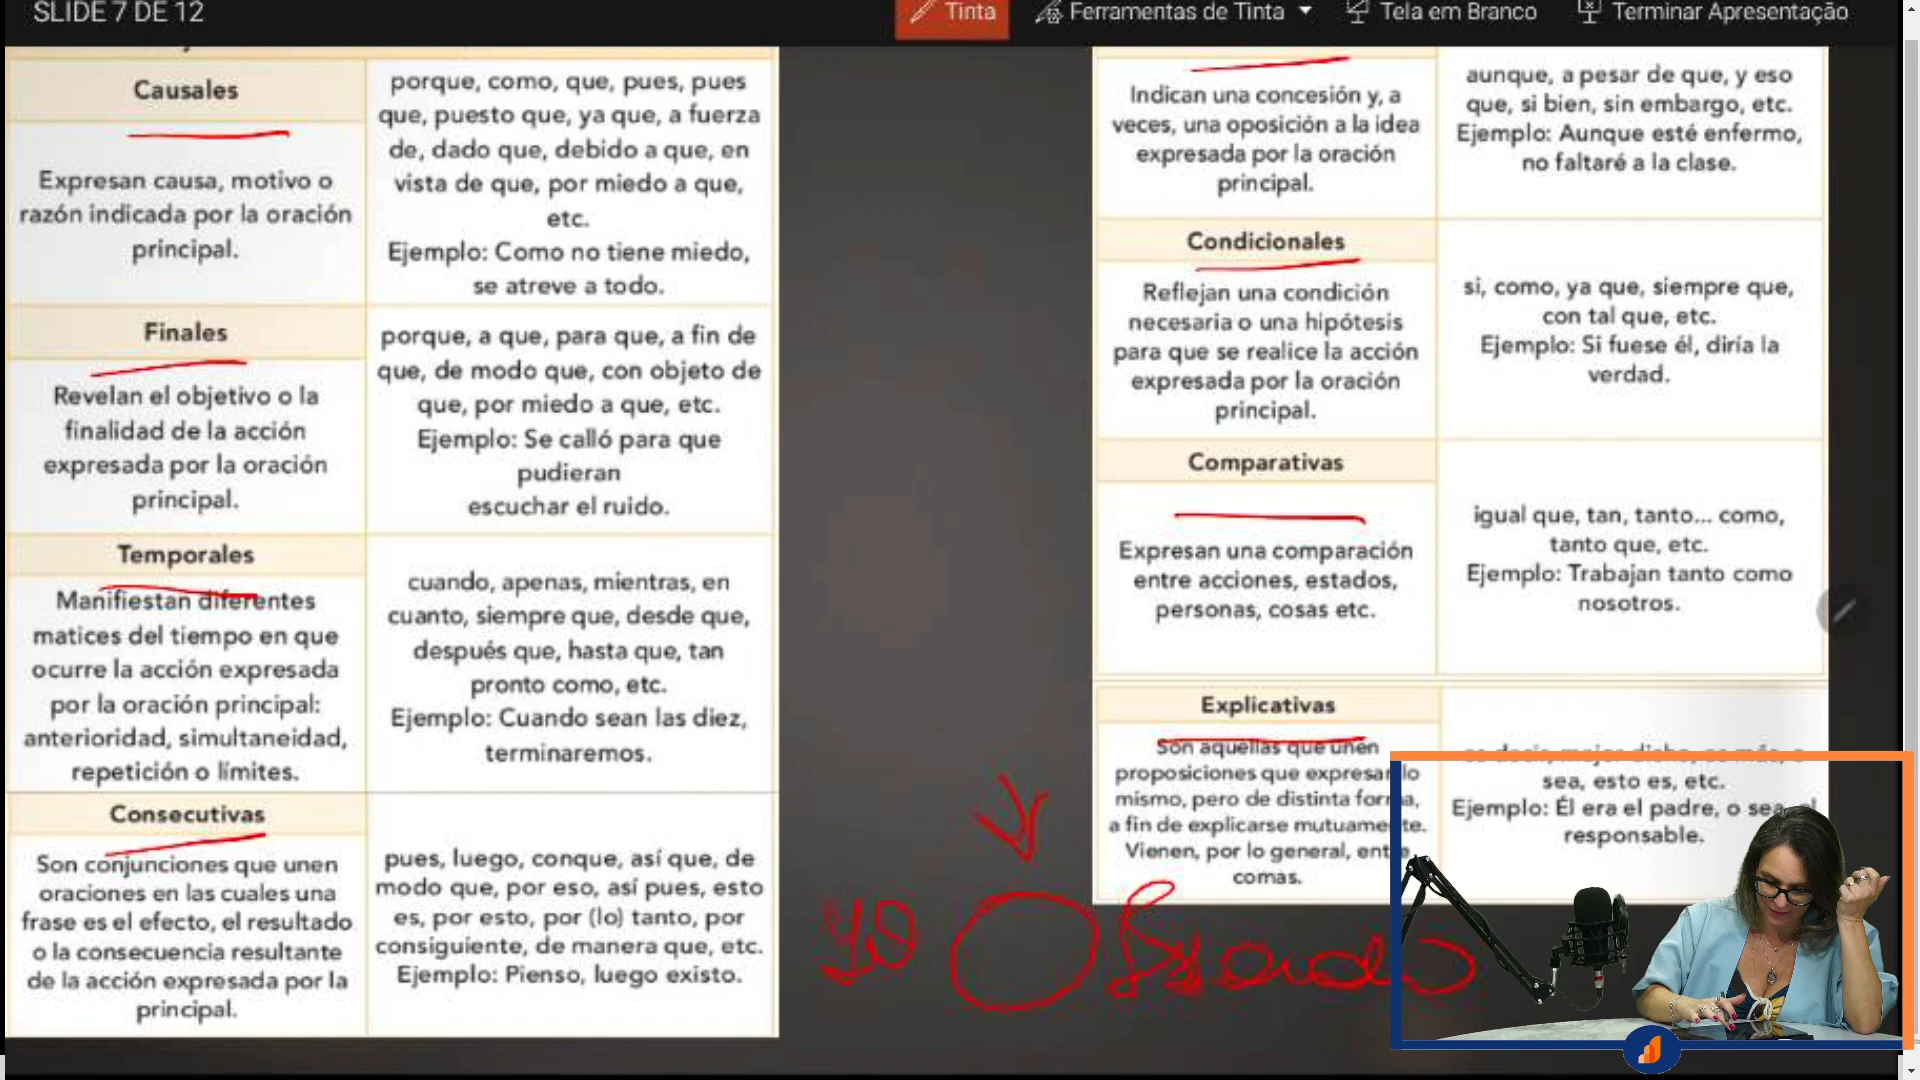 SLIDE 7 DE 12
Tinta
Ferramentas de Tinta
Tela em Branco
Terminar Apresentação
Causales
Expresan causa, motivo o
razón indicada por la oración
principal.
porque, como, que, pues, pues
que, puesto que, ya que, a fuerza
de, dado que, debido a que, en
vista de que, por miedo a que,
etc.
Ejemplo: Como no tiene miedo,
se atreve a todo.
Finales
Revelan el objetivo o la
finalidad de la acción
expresada por la oración
principal.
porque, a que, para que, a fin de
que, de modo que, con objeto de
que, por miedo a que, etc.
Ejemplo: Se calló para que
pudieran
escuchar el ruido.
Temporales
Manifiestan diferentes
matices del tiempo en que
ocurre la acción expresada
por la oración principal:
anterioridad, simultaneidad,
repetición o límites.
cuando, apenas, mientras, en
cuanto, siempre que, desde que,
después que, hasta que, tan
pronto como, etc.
Ejemplo: Cuando sean las diez,
terminaremos.
Consecutivas
Son conjunciones que unen
oraciones en las cuales una
frase es el efecto, el resultado
o la consecuencia resultante
de la acción expresada por la
principal.
pues, luego, conque, así que, de
modo que, por eso, así pues, esto
es, por esto, por (lo) tanto, por
consiguiente, de manera que, etc.
Ejemplo: Pienso, luego existo.
Indican una concesión y, a
veces, una oposición a la idea
expresada por la oración
principal.
aunque, a pesar de que, y eso
que, si bien, sin embargo, etc.
Ejemplo: Aunque esté enfermo,
no faltaré a la clase.
Condicionales
Reflejan una condición
necesaria o una hipótesis
para que se realice la acción
expresada por la oración
principal.
si, como, ya que, siempre que,
con tal que, etc.
Ejemplo: Si fuese él, diría la
verdad.
Comparativas
Expresan una comparación
entre acciones, estados,
personas, cosas etc.
igual que, tan, tanto... como,
tanto que, etc.
Ejemplo: Trabajan tanto como
nosotros.
Explicativas
Son aquellas que unen
proposiciones que expresan lo
mismo, pero de distinta forma,
a fin de explicarse mutuamente.
Vienen, por lo general, entre
comas.
sea, esto es, etc.
Ejemplo: Él era el padre, o sea, el
responsable.
yo